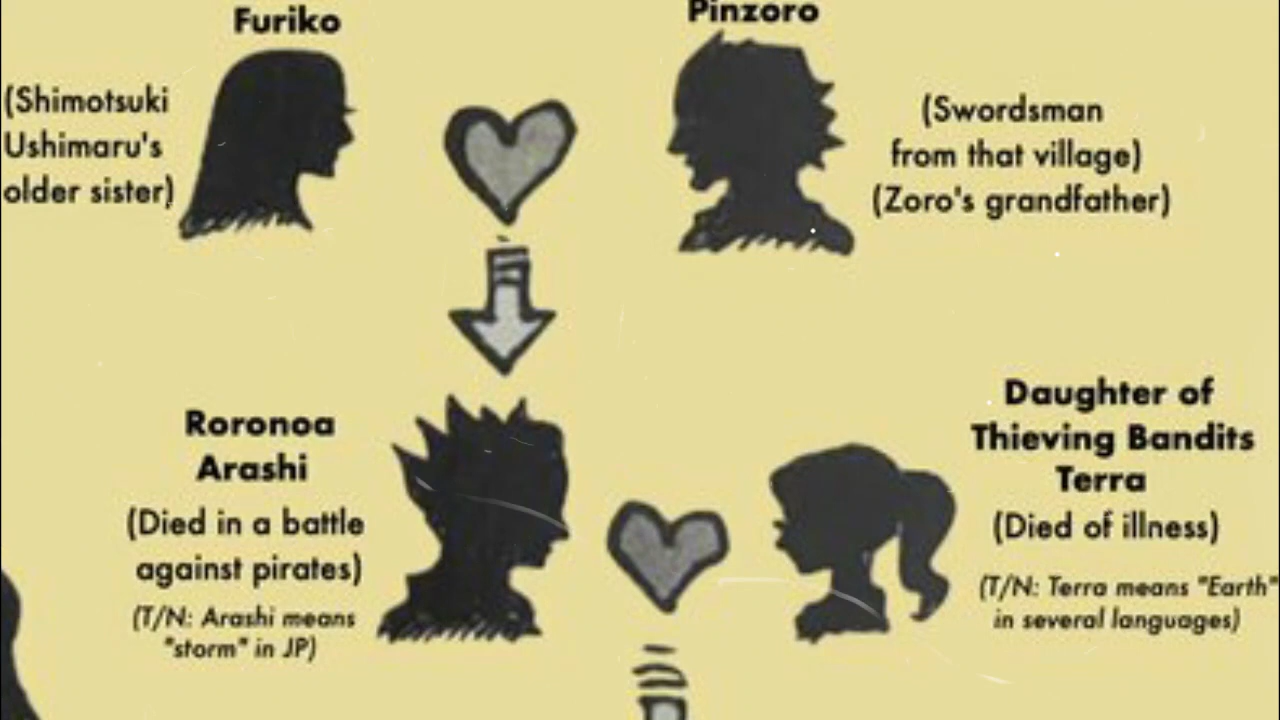 Furiko
(Shimotsuki
Ushimaru's
older sister)
Pinzoro
(Swordsman
from that village)
(Zoro's grandfather)
Roronoa
Arashi
(Died in a battle
against pirates)
(T/N: Arashi means
"storm" in JP)
Daughter of
Thieving Bandits
Terra
(Died of illness)
(T/N: Terra means "Earth"
in several languages)